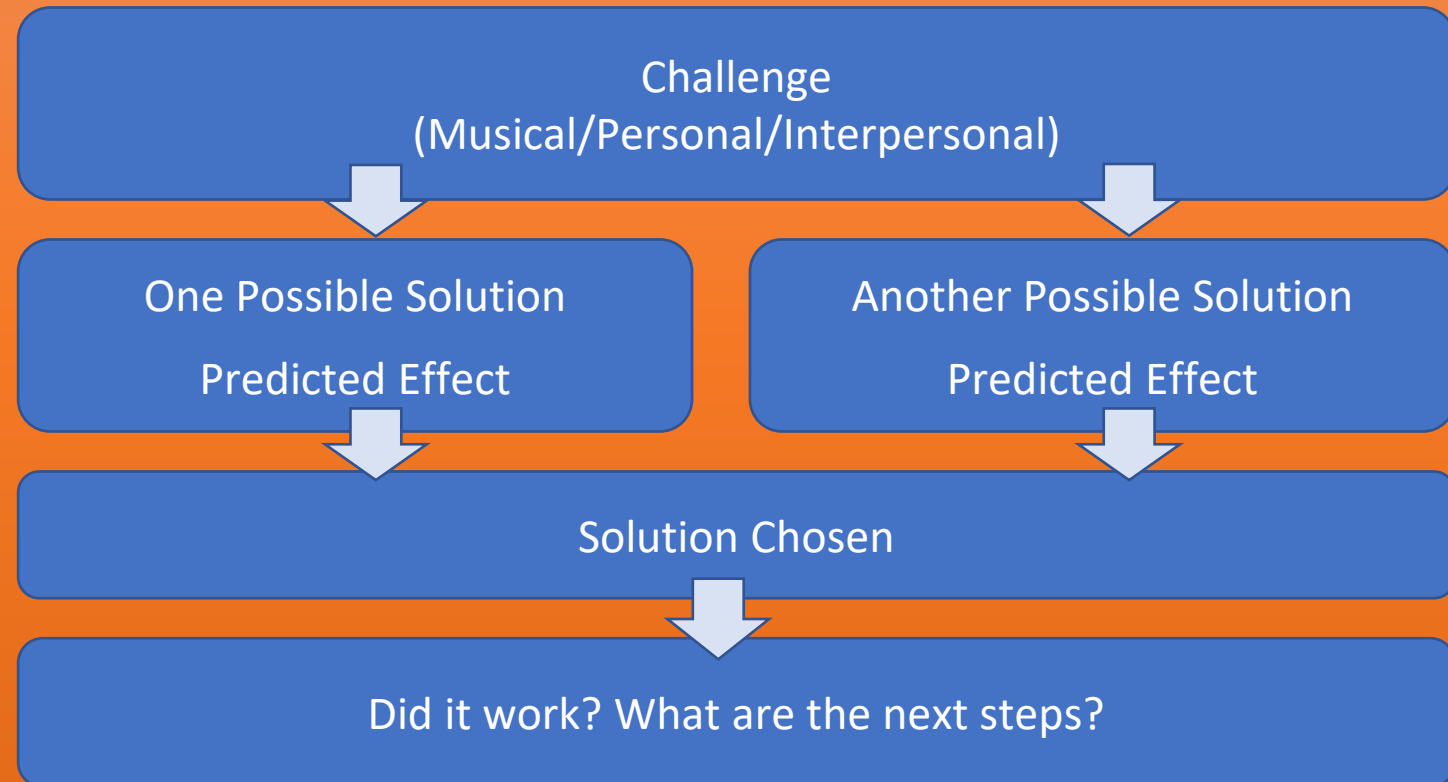 Challenge
(Musical/Personal/Interpersonal)
One Possible Solution
Predicted Effect
Another Possible Solution
Predicted Effect
Solution Chosen
Did it work? What are the next steps?